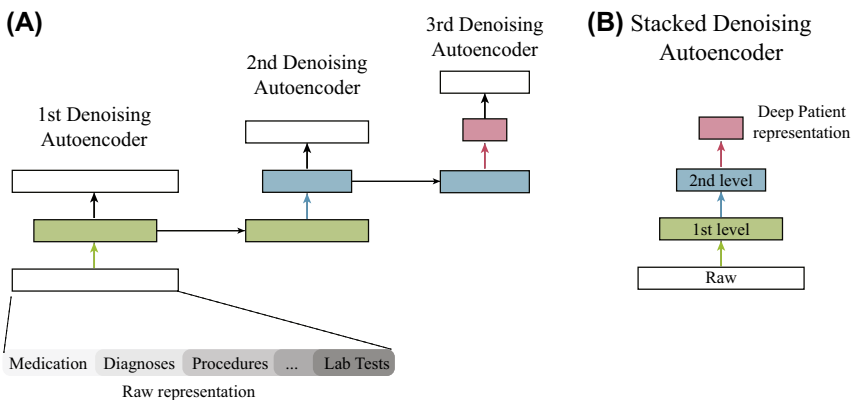 (A)
1st Denoising
Autoencoder
2nd Denoising
Autoencoder
3rd Denoising
Autoencoder
Medication Diagnoses Procedures ... Lab Tests
Raw representation
(B) Stacked Denoising
Autoencoder
Deep Patient
representation
2nd level
1st level
Raw